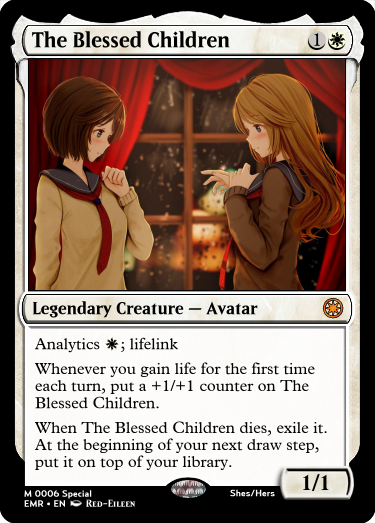 The Blessed Children 1
Legendary Creature — Avatar
Analytics ; lifelink
Whenever you gain life for the first time
each turn, put a +1/+1 counter on The
Blessed Children.
When The Blessed Children dies, exile it.
At the beginning of your next draw step,
put it on top of your library.
1/1
M 0006 Special
Shes/Hers
EMR • EN Red-Eileen